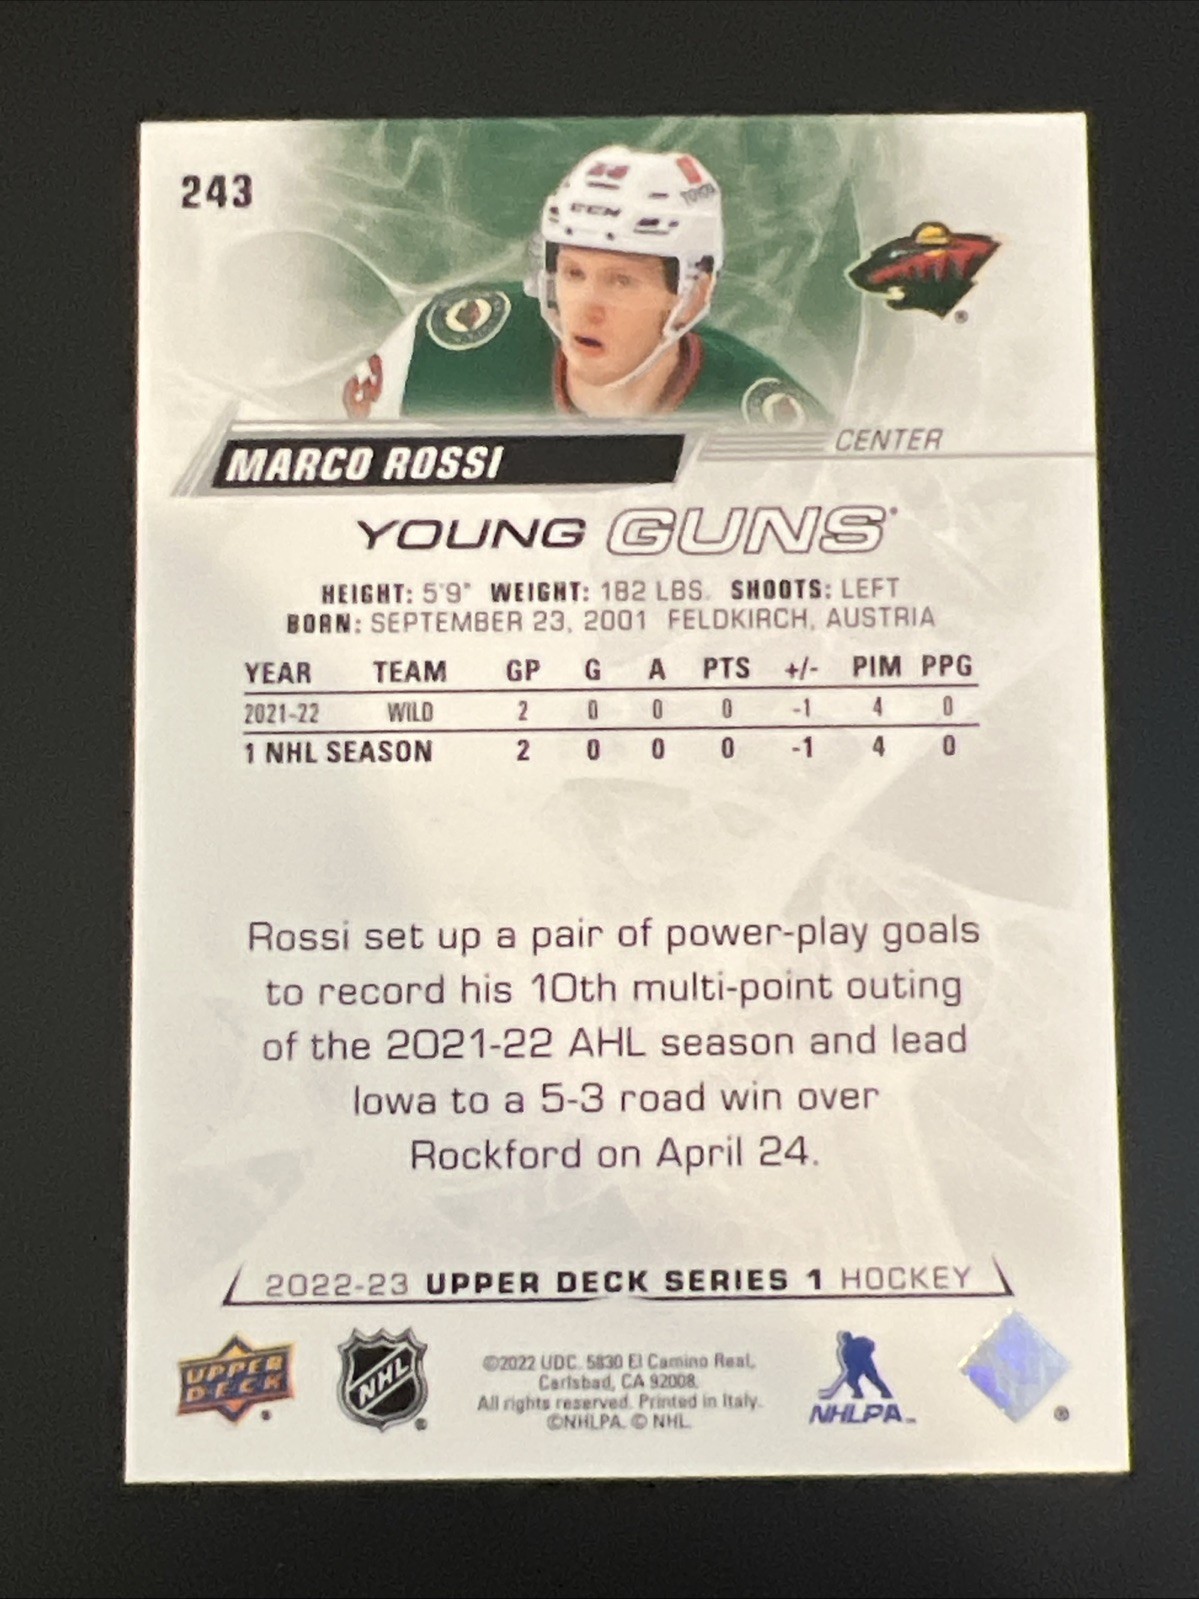 243
CCM
TOYOTA
MARCO ROSSI
CENTER
YOUNG GUNS®
HEIGHT: 5'9" WEIGHT: 182 LBS. SHOOTS: LEFT
BORN: SEPTEMBER 23, 2001 FELDKIRCH, AUSTRIA
YEAR TEAM GP G A PTS +/- PIM PPG
2021-22 WILD 2 0 0 0 -1 4 0
1 NHL SEASON 2 0 0 0 -1 4 0
Rossi set up a pair of power-play goals
to record his 10th multi-point outing
of the 2021-22 AHL season and lead
Iowa to a 5-3 road win over
Rockford on April 24.
2022-23 UPPER DECK SERIES 1 HOCKEY
UPPER
DECK
®
NHL
®
©2022 UDC. 5830 El Camino Real,
Carlsbad, CA 92008.
All rights reserved. Printed in Italy.
©NHLPA. © NHL.
NHLPA™
®